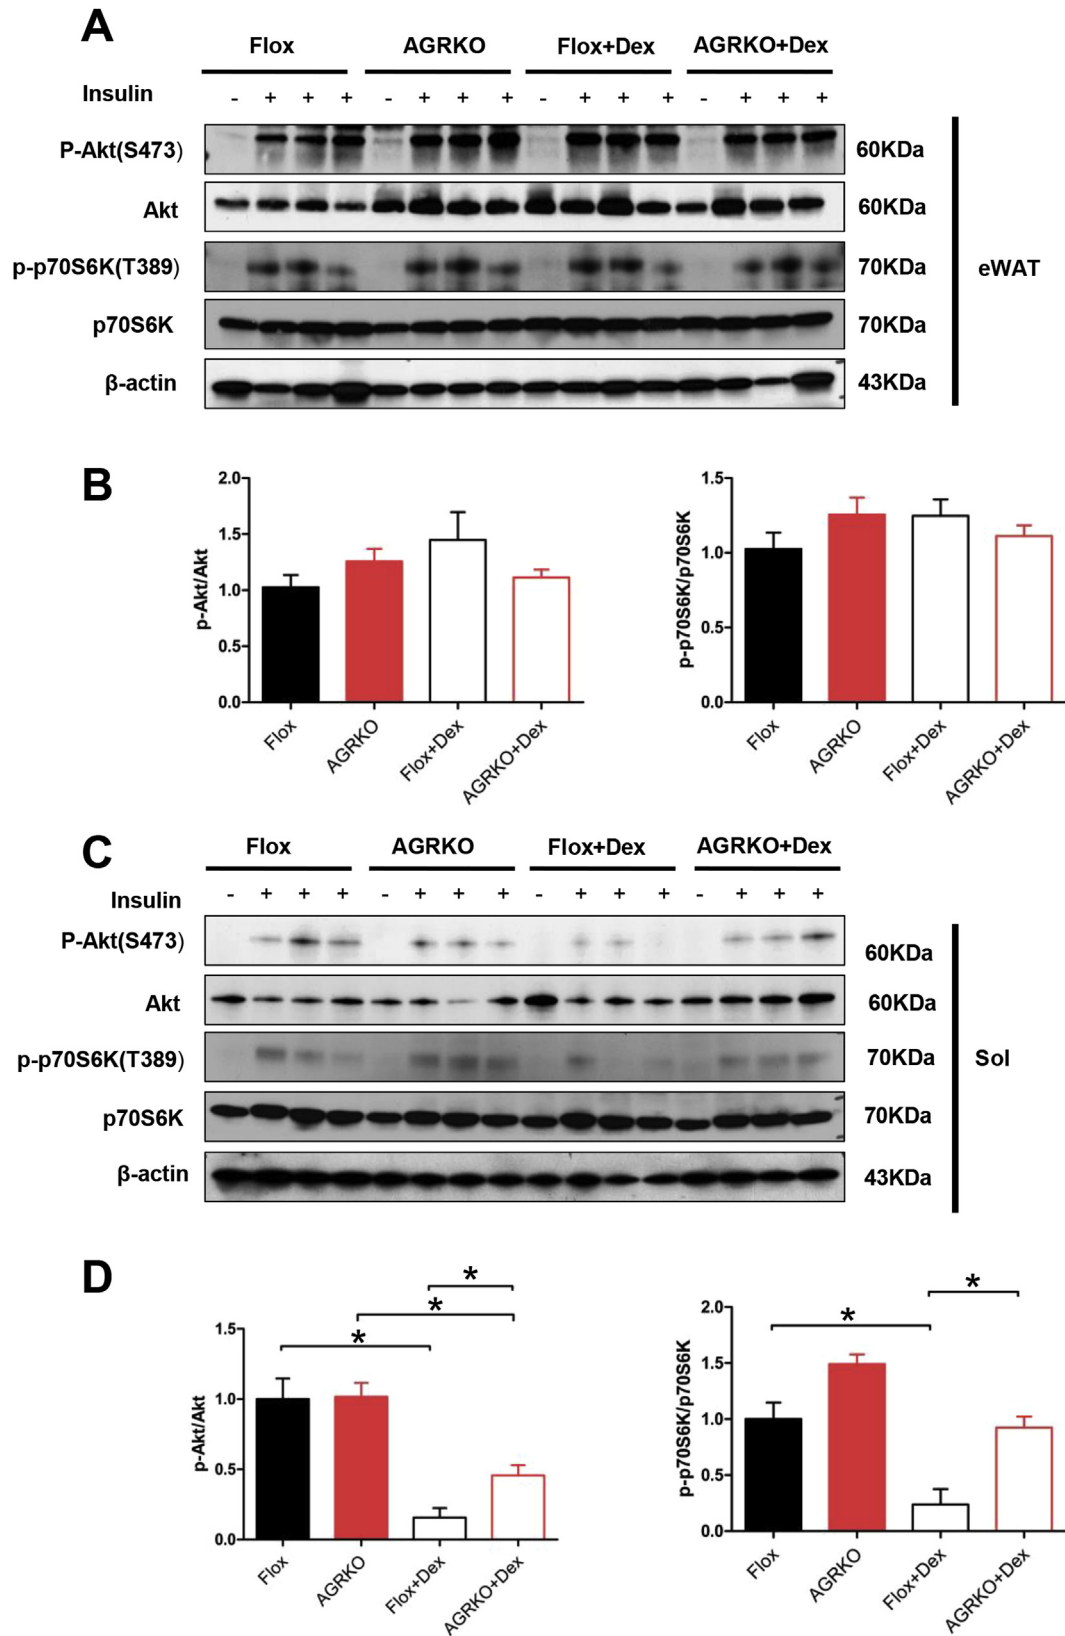 A
Flox AGRKO Flox+Dex AGRKO+Dex
Insulin - + + + - + + + - + + + - + + +
P-Akt(S473) 60KDa
Akt 60KDa
p-p70S6K(T389) 70KDa
eWAT
p70S6K 70KDa
β-actin 43KDa
B
2.0
1.5
1.0
0.5
0.0
p-Akt/Akt
Flox AGRKO Flox+Dex AGRKO+Dex
1.5
1.0
0.5
0.0
p-p70S6K/p70S6K
Flox AGRKO Flox+Dex AGRKO+Dex
C
Flox AGRKO Flox+Dex AGRKO+Dex
Insulin - + + + - + + + - + + + - + + +
P-Akt(S473) 60KDa
Akt 60KDa
p-p70S6K(T389) 70KDa
Sol
p70S6K 70KDa
β-actin 43KDa
D
* * *
1.5
1.0
0.5
0.0
p-Akt/Akt
Flox AGRKO Flox+Dex AGRKO+Dex
* *
2.0
1.5
1.0
0.5
0.0
p-p70S6K/p70S6K
Flox AGRKO Flox+Dex AGRKO+Dex